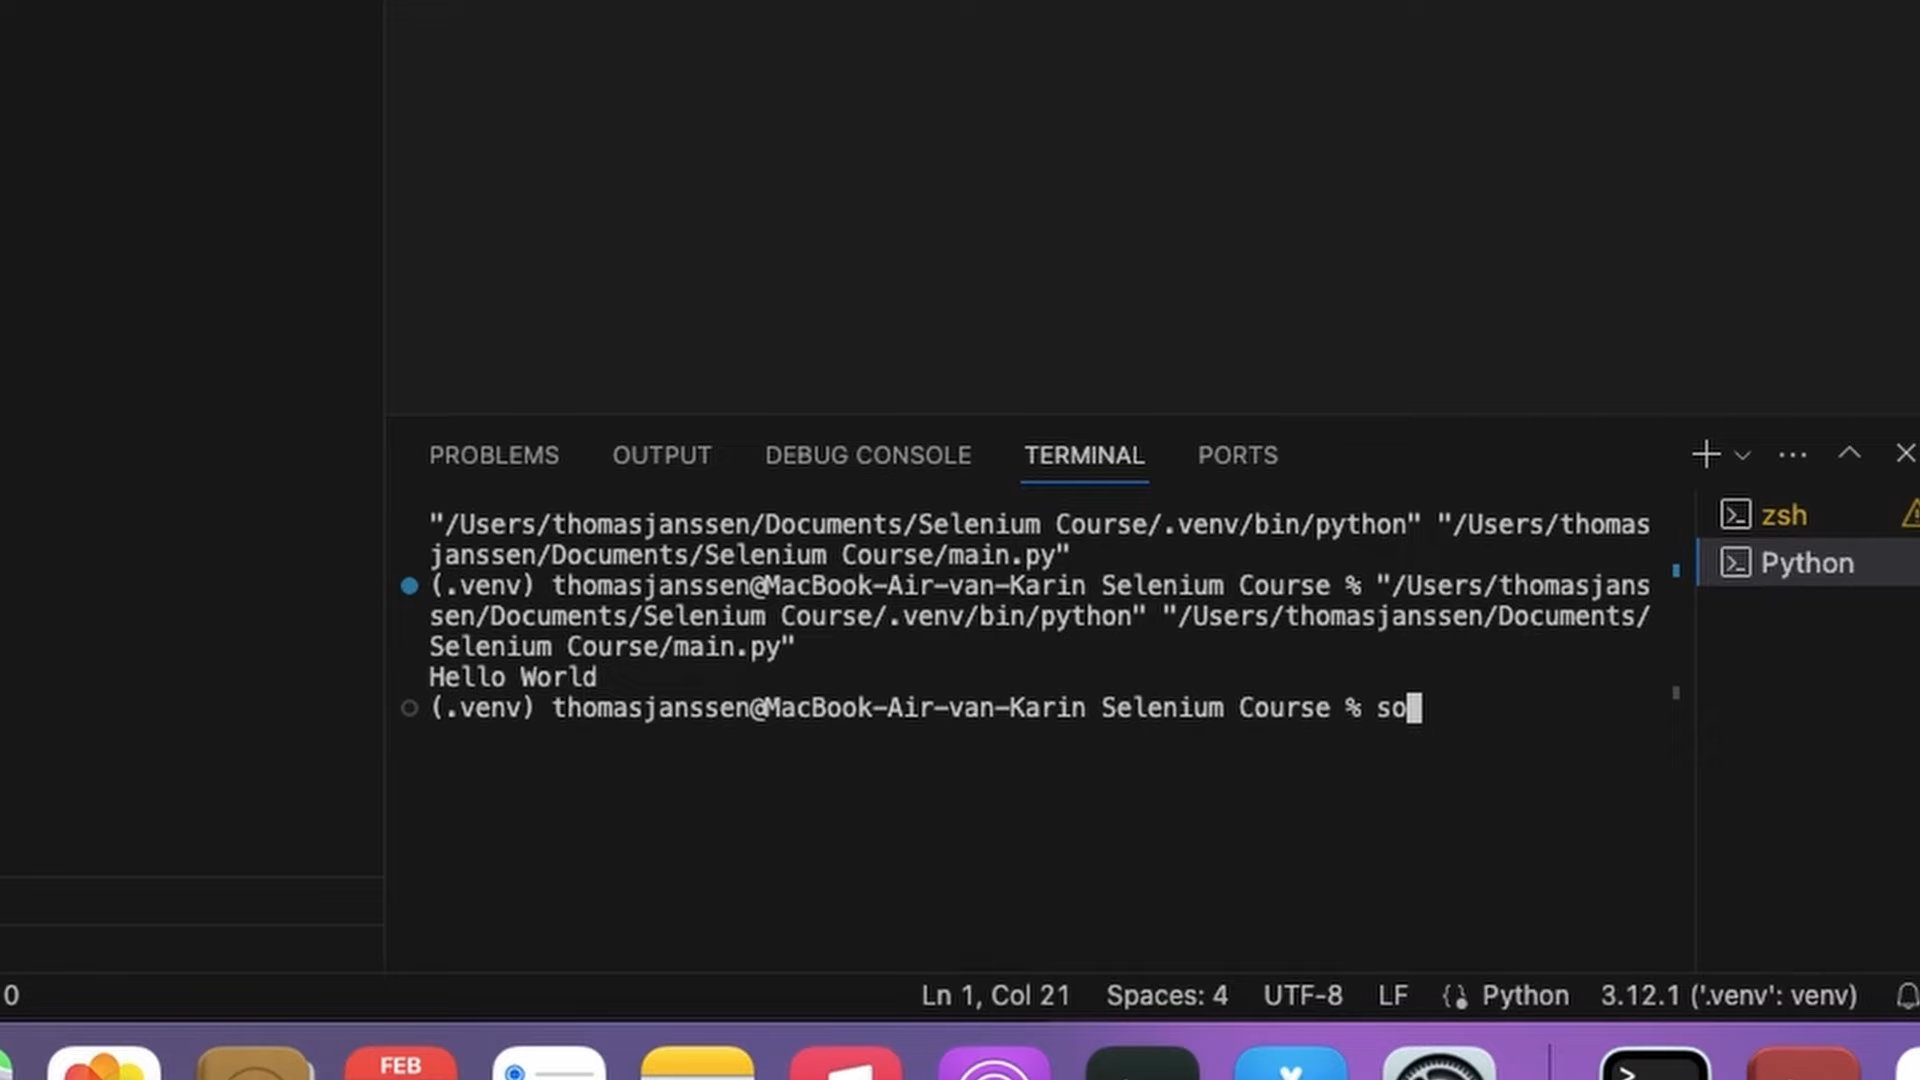 PROBLEMS OUTPUT DEBUG CONSOLE TERMINAL PORTS
"/Users/thomasjanssen/Documents/Selenium Course/.venv/bin/python" "/Users/thomas
janssen/Documents/Selenium Course/main.py"
(.venv) thomasjanssen@MacBook-Air-van-Karin Selenium Course % "/Users/thomasjans
sen/Documents/Selenium Course/.venv/bin/python" "/Users/thomasjanssen/Documents/
Selenium Course/main.py"
Hello World
(.venv) thomasjanssen@MacBook-Air-van-Karin Selenium Course % so
zsh
Python
0 Ln 1, Col 21 Spaces: 4 UTF-8 LF Python 3.12.1 ('.venv': venv)
FEB